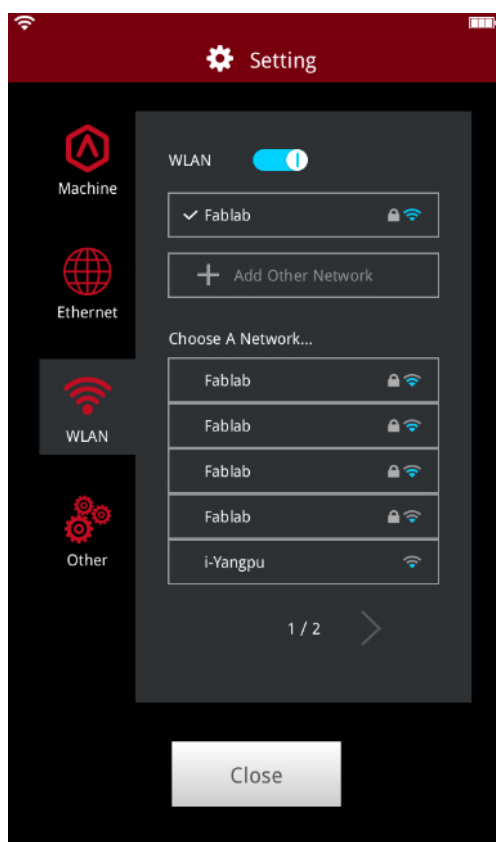 Setting
Machine
Ethernet
WLAN
Other
WLAN
Fablab
Add Other Network
Choose A Network...
Fablab
Fablab
Fablab
Fablab
i-Yangpu
1 / 2
Close